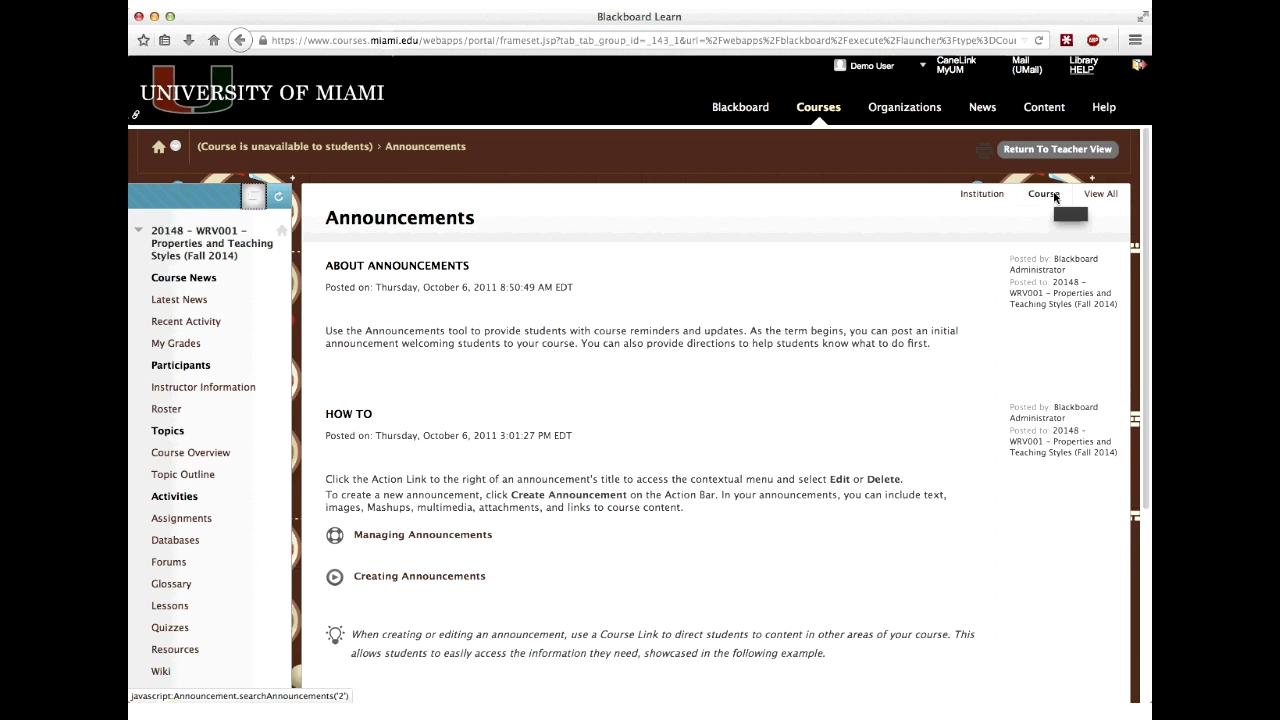 Blackboard Learn
https://www.courses.miami.edu/webapps/portal/frameset.jsp?tab_tab_group_id=_143_1&url=%2Fwebapps%2Fblackboard%2Fexecute%2Flauncher%3Ftype%3DCour
Demo User
CaneLink
MyUM
Mail
(UMail)
Library
HELP
UNIVERSITY OF MIAMI
Blackboard Courses Organizations News Content Help
(Course is unavailable to students) > Announcements
Return To Teacher View
Institution Course View All
20148 - WRV001 -
Properties and Teaching
Styles (Fall 2014)
Course News
Latest News
Recent Activity
My Grades
Participants
Instructor Information
Roster
Topics
Course Overview
Topic Outline
Activities
Assignments
Databases
Forums
Glossary
Lessons
Quizzes
Resources
Wiki
Announcements
ABOUT ANNOUNCEMENTS
Posted on: Thursday, October 6, 2011 8:50:49 AM EDT
Posted by: Blackboard
Administrator
Posted to: 20148 -
WRV001 - Properties and
Teaching Styles (Fall 2014)
Use the Announcements tool to provide students with course reminders and updates. As the term begins, you can post an initial
announcement welcoming students to your course. You can also provide directions to help students know what to do first.
HOW TO
Posted on: Thursday, October 6, 2011 3:01:27 PM EDT
Posted by: Blackboard
Administrator
Posted to: 20148 -
WRV001 - Properties and
Teaching Styles (Fall 2014)
Click the Action Link to the right of an announcement's title to access the contextual menu and select Edit or Delete.
To create a new announcement, click Create Announcement on the Action Bar. In your announcements, you can include text,
images, Mashups, multimedia, attachments, and links to course content.
Managing Announcements
Creating Announcements
When creating or editing an announcement, use a Course Link to direct students to content in other areas of your course. This
allows students to easily access the information they need, showcased in the following example.
javascript:Announcement.searchAnnouncements('2')